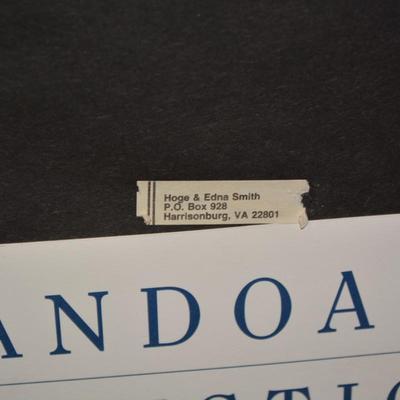 Hoge & Edna Smith
P.O. Box 928
Harrisonburg, VA 22801
ANDOA